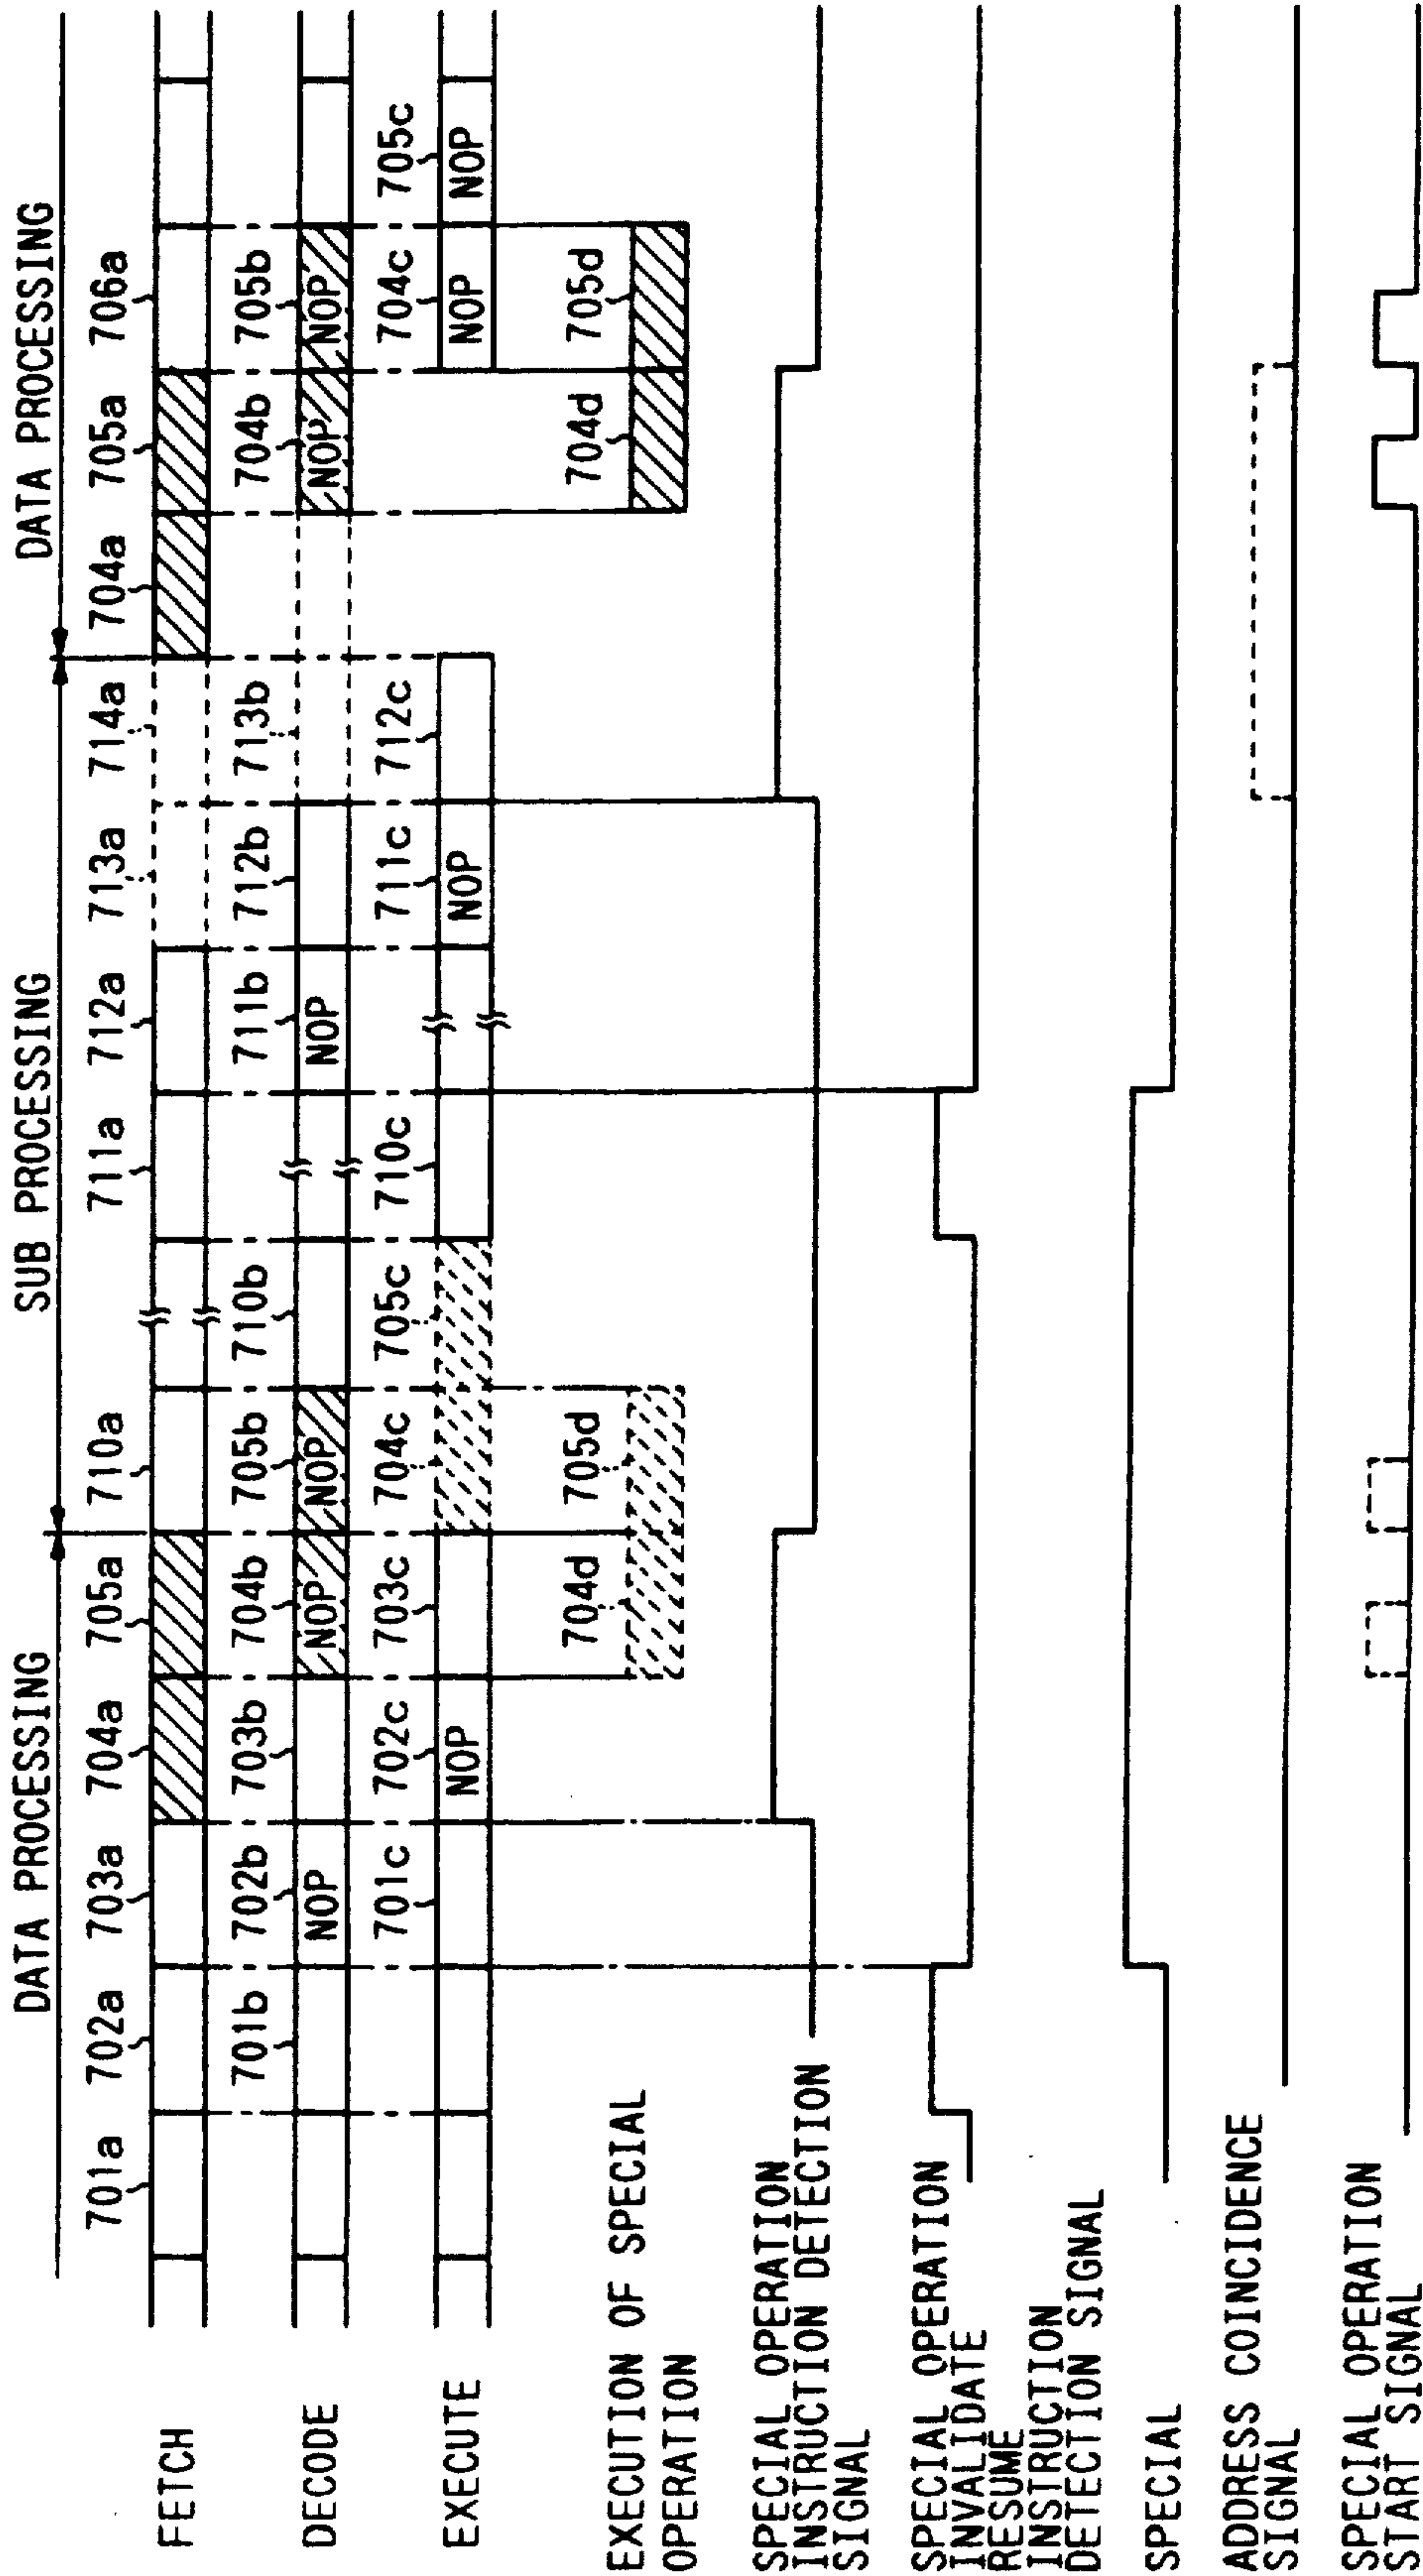 DATA PROCESSING
SUB PROCESSING
DATA PROCESSING
FETCH
701a
702a
703a
704a
705a
710a
711a
712a
713a
714a
704a
705a
706a
DECODE
701b
702b
703b
704b
705b
710b
711b
712b
713b
704b
705b
NOP
NOP
NOP
NOP
NOP
NOP
EXECUTE
701c
702c
703c
704c
705c
710c
711c
712c
704c
705c
NOP
NOP
NOP
NOP
EXECUTION OF SPECIAL
OPERATION
704d
705d
704d
705d
SPECIAL OPERATION
INSTRUCTION DETECTION
SIGNAL
SPECIAL OPERATION
INVALIDATE
RESUME
INSTRUCTION
DETECTION SIGNAL
SPECIAL
ADDRESS COINCIDENCE
SIGNAL
SPECIAL OPERATION
START SIGNAL